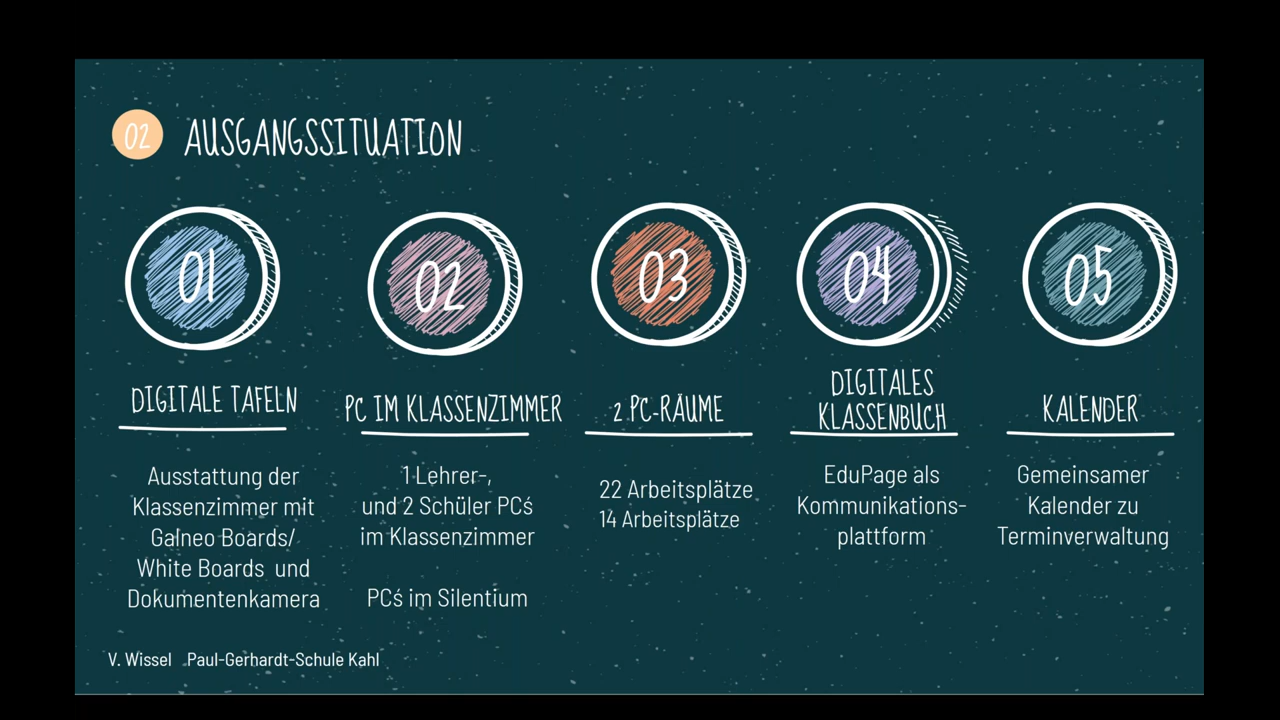 02 AUSGANGSSITUATION
01
02
03
04
05
DIGITALE TAFELN
Ausstattung der
Klassenzimmer mit
Galneo Boards/
White Boards und
Dokumentenkamera
PC IM KLASSENZIMMER
1 Lehrer-,
und 2 Schüler PCś
im Klassenzimmer
PCś im Silentium
2 PC-RÄUME
22 Arbeitsplätze
14 Arbeitsplätze
DIGITALES
KLASSENBUCH
EduPage als
Kommunikations-
plattform
KALENDER
Gemeinsamer
Kalender zu
Terminverwaltung
V. Wissel Paul-Gerhardt-Schule Kahl